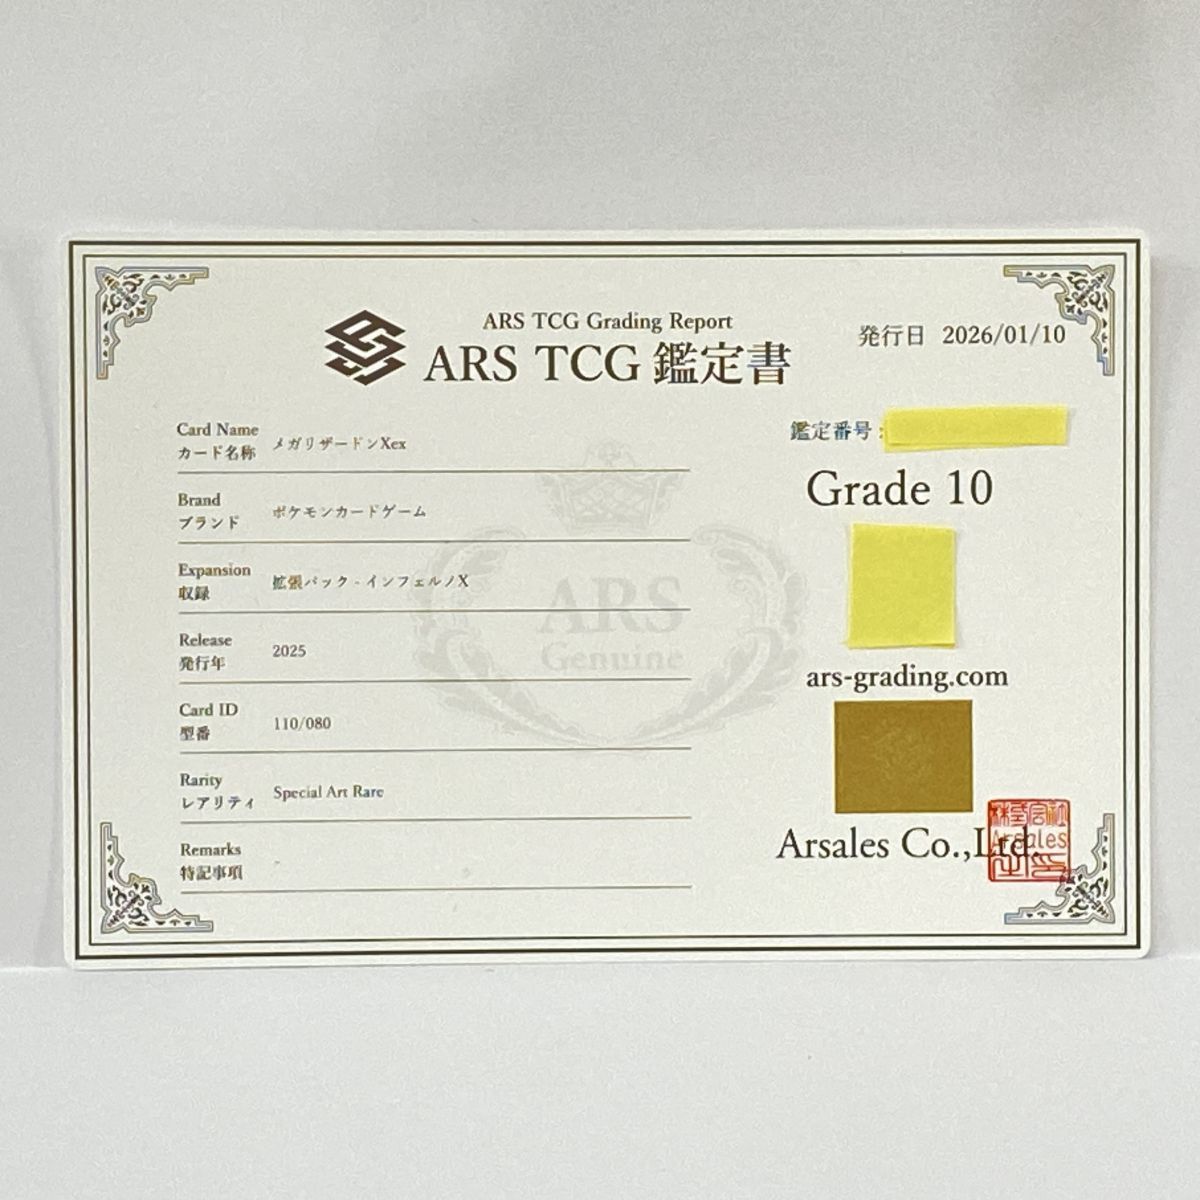 ARS TCG Grading Report
ARS TCG 鑑定書
発行日 2026/01/10
Card Name
カード名称
メガリザードンXex
Brand
ブランド
ポケモンカードゲーム
Expansion
収録
拡張パック - インフェルノX
Release
発行年
2025
Card ID
型番
110/080
Rarity
レアリティ
Special Art Rare
Remarks
特記事項
-
鑑定番号 :
Grade 10
ars-grading.com
Arsales Co.,Ltd.
株式会社
Arsales
ARS
Genuine